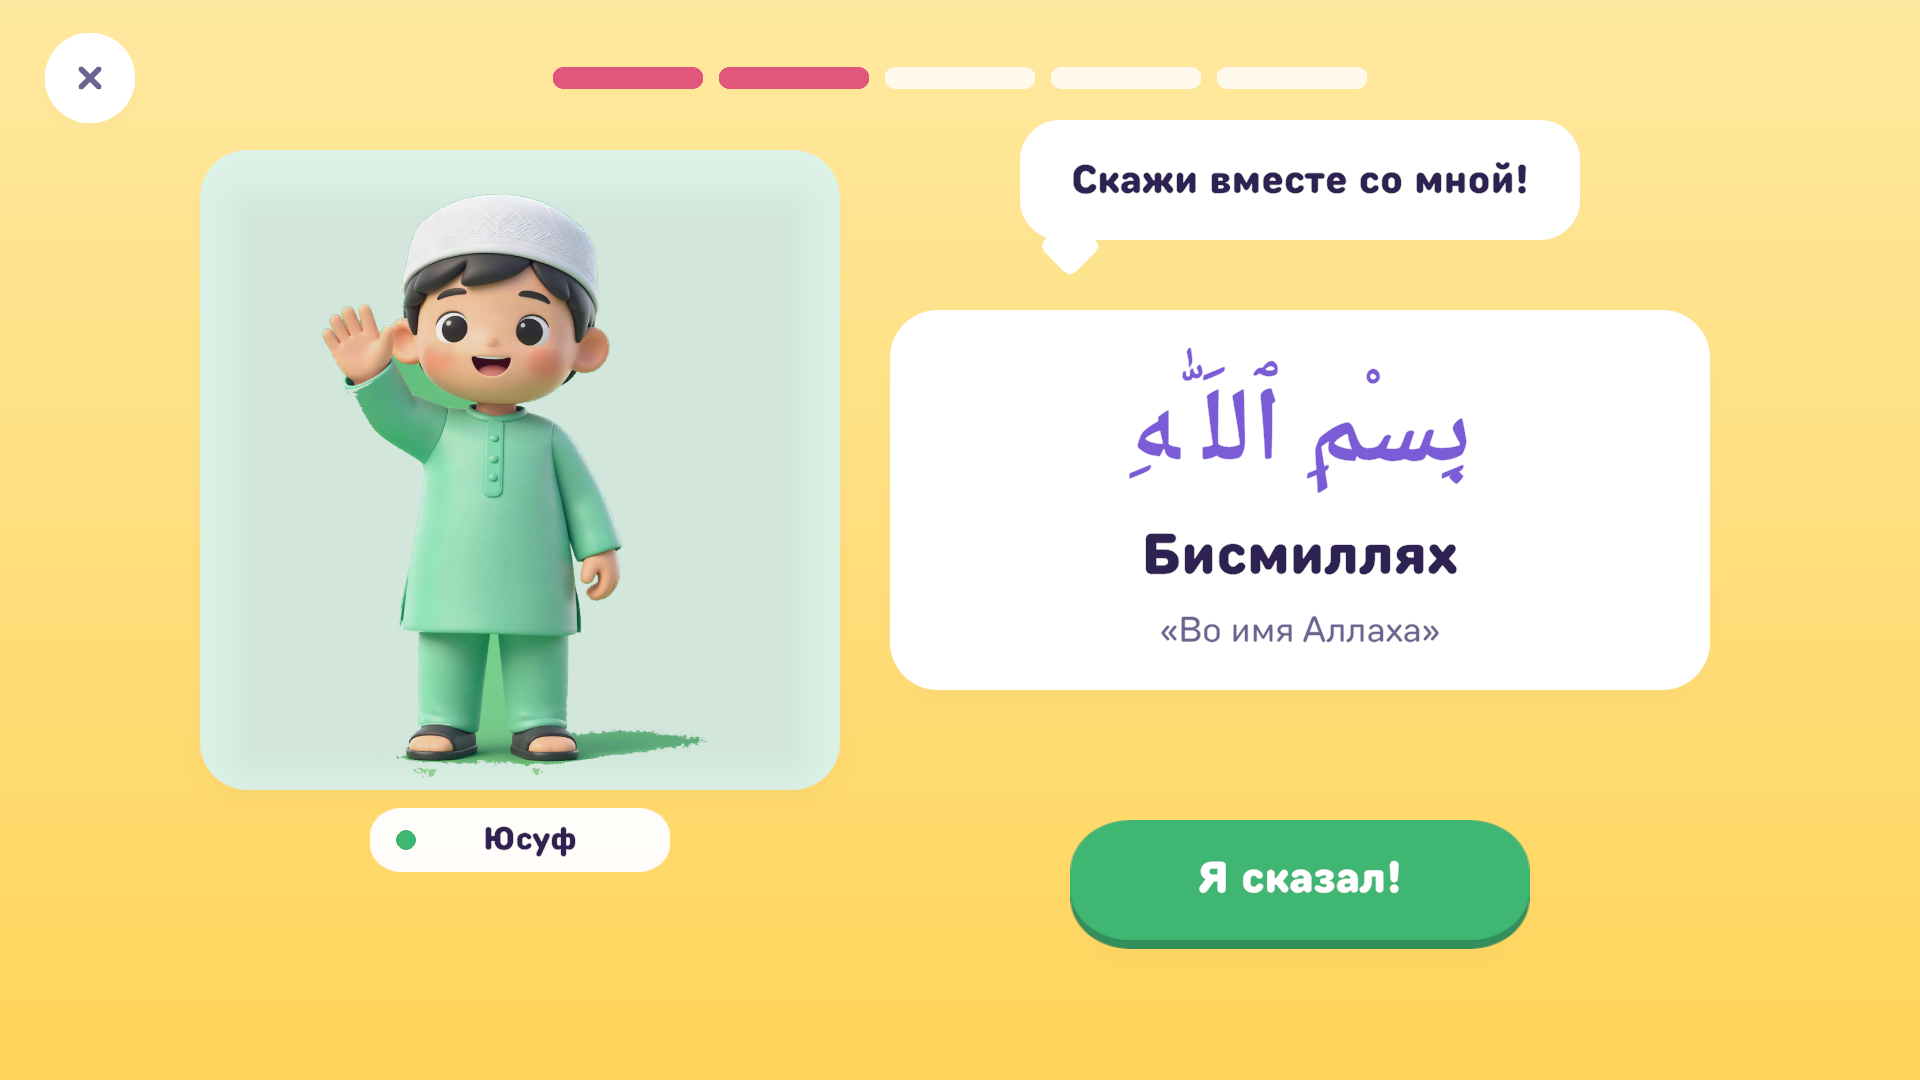 Скажи вместе со мной!
بِسْمِ ٱللَّٰهِ
Бисмиллях
«Во имя Аллаха»
Юсуф
Я сказал!